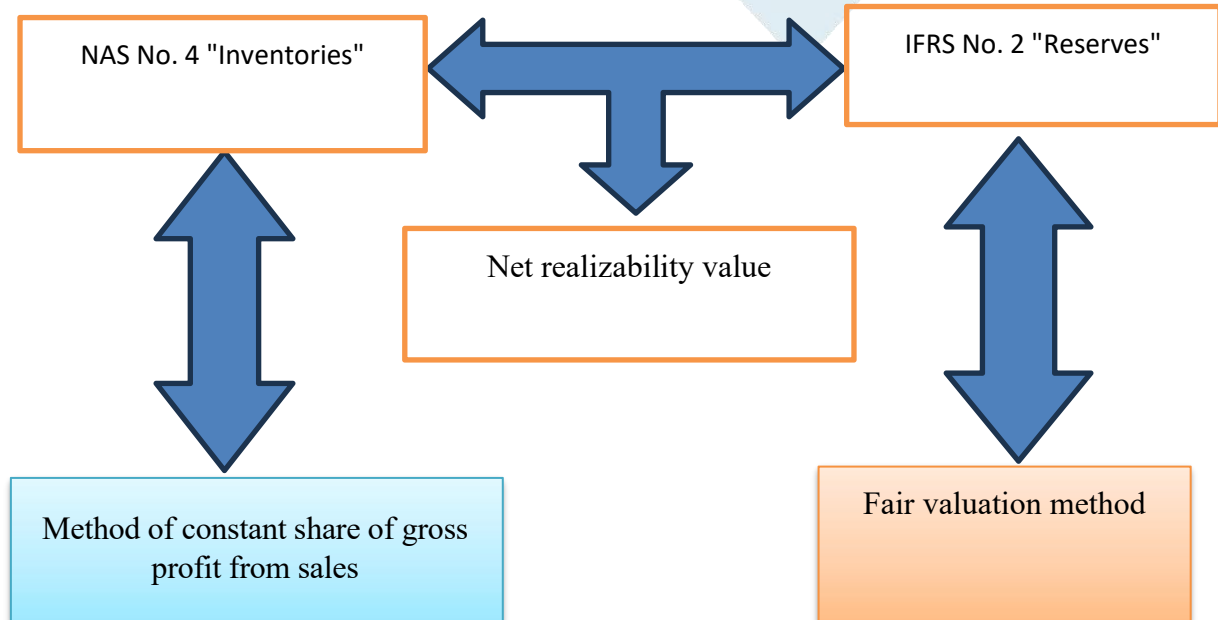 NAS No. 4 "Inventories"
IFRS No. 2 "Reserves"
Net realizability value
Method of constant share of gross
profit from sales
Fair valuation method